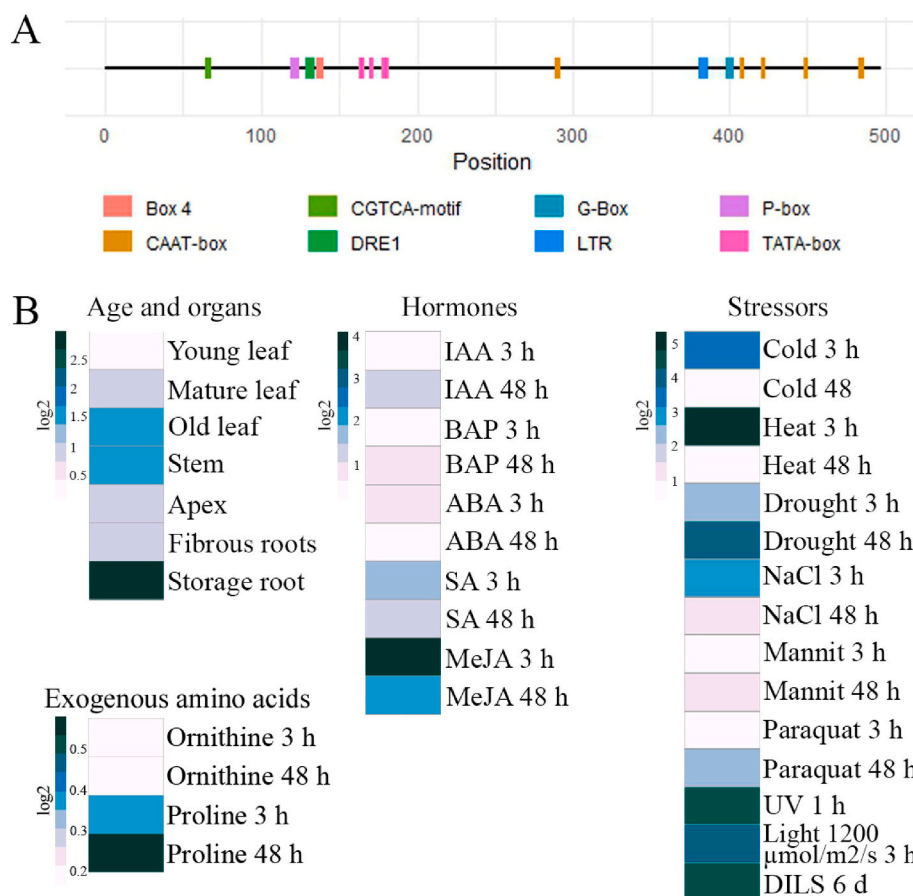 A
0 100 200 300 400 500
Position
Box 4 CGTCA-motif G-Box P-box
CAAT-box DRE1 LTR TATA-box
B
Age and organs
log2
2.5
2
1.5
1
0.5
Young leaf
Mature leaf
Old leaf
Stem
Apex
Fibrous roots
Storage root
Exogenous amino acids
log2
0.5
0.4
0.3
0.2
Ornithine 3 h
Ornithine 48 h
Proline 3 h
Proline 48 h
Hormones
log2
4
3
2
1
IAA 3 h
IAA 48 h
BAP 3 h
BAP 48 h
ABA 3 h
ABA 48 h
SA 3 h
SA 48 h
MeJA 3 h
MeJA 48 h
Stressors
log2
5
4
3
2
1
Cold 3 h
Cold 48
Heat 3 h
Heat 48 h
Drought 3 h
Drought 48 h
NaCl 3 h
NaCl 48 h
Mannit 3 h
Mannit 48 h
Paraquat 3 h
Paraquat 48 h
UV 1 h
Light 1200
μmol/m2/s 3 h
DILS 6 d